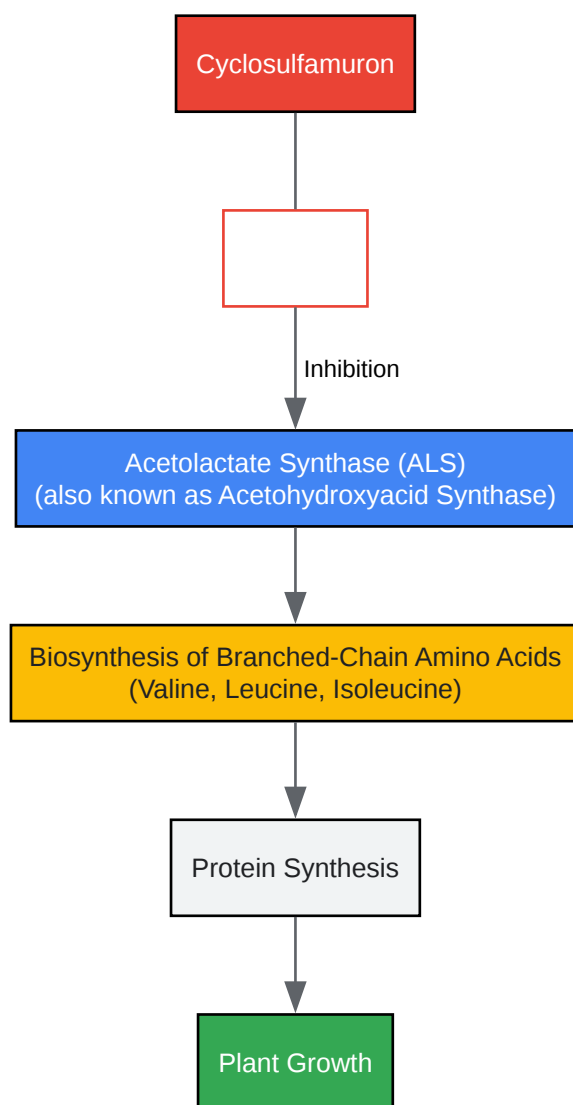 Cyclosulfamuron
Inhibition
Acetolactate Synthase (ALS)
(also known as Acetohydroxyacid Synthase)
Biosynthesis of Branched-Chain Amino Acids
(Valine, Leucine, Isoleucine)
Protein Synthesis
Plant Growth